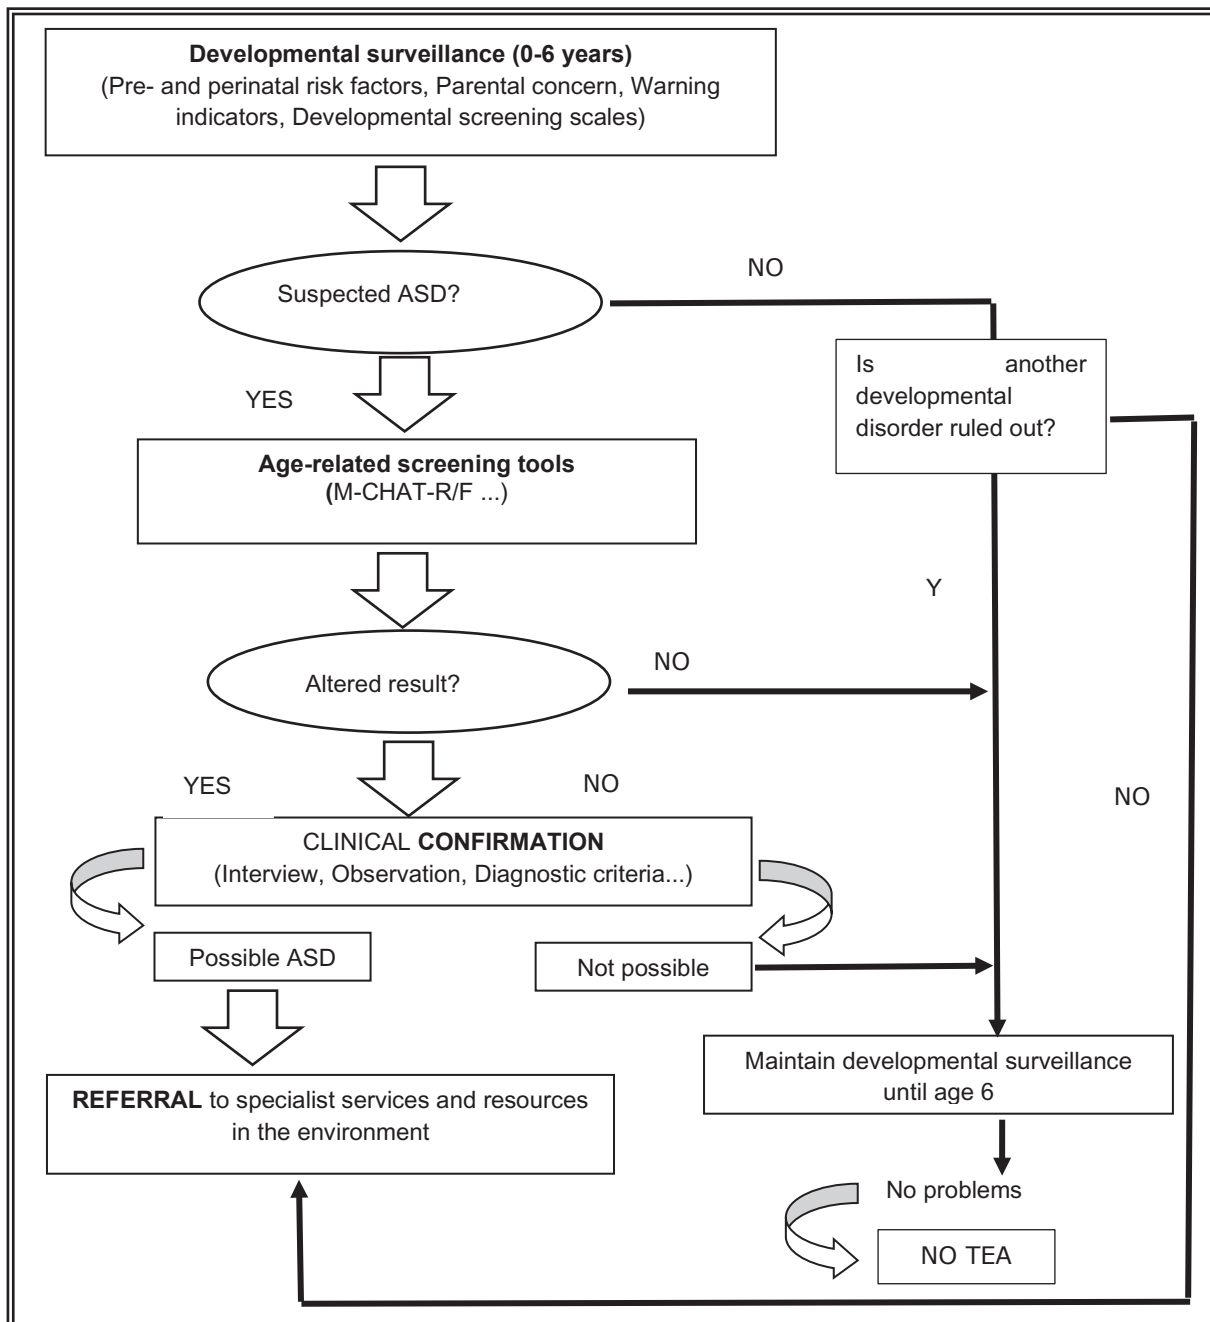 Developmental surveillance (0-6 years)
(Pre- and perinatal risk factors, Parental concern, Warning
indicators, Developmental screening scales)
NO
Suspected ASD?
Is another
developmental
disorder ruled out?
YES
Age-related screening tools
(M-CHAT-R/F ...)
Y
NO
Altered result?
YES
NO
NO
CLINICAL CONFIRMATION
(Interview, Observation, Diagnostic criteria...)
Possible ASD
Not possible
Maintain developmental surveillance
until age 6
REFERRAL to specialist services and resources
in the environment
No problems
NO TEA